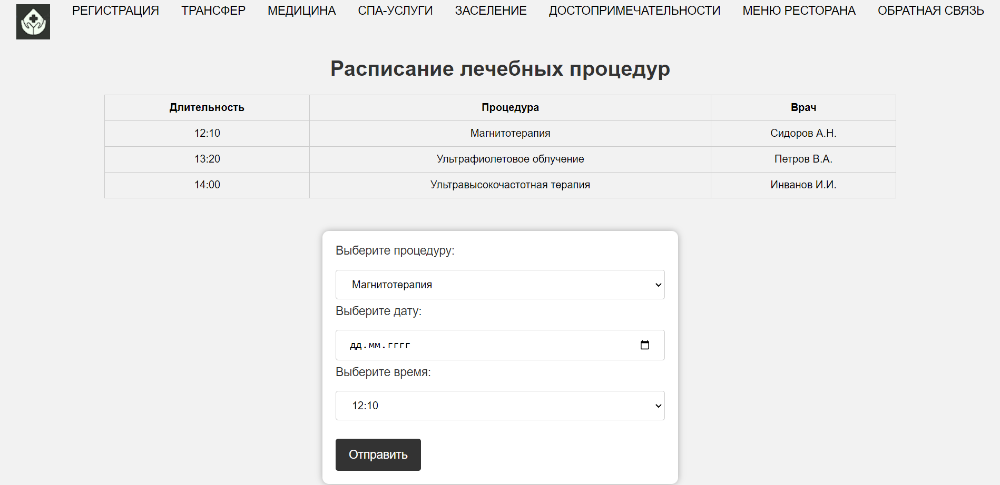 РЕГИСТРАЦИЯ ТРАНСФЕР МЕДИЦИНА СПА-УСЛУГИ ЗАСЕЛЕНИЕ ДОСТОПРИМЕЧАТЕЛЬНОСТИ МЕНЮ РЕСТОРАНА ОБРАТНАЯ СВЯЗЬ
Расписание лечебных процедур
Длительность Процедура Врач
12:10 Магнитотерапия Сидоров А.Н.
13:20 Ультрафиолетовое облучение Петров В.А.
14:00 Ультравысокочастотная терапия Инванов И.И.
Выберите процедуру:
Магнитотерапия
Выберите дату:
дд.мм.гггг
Выберите время:
12:10
Отправить